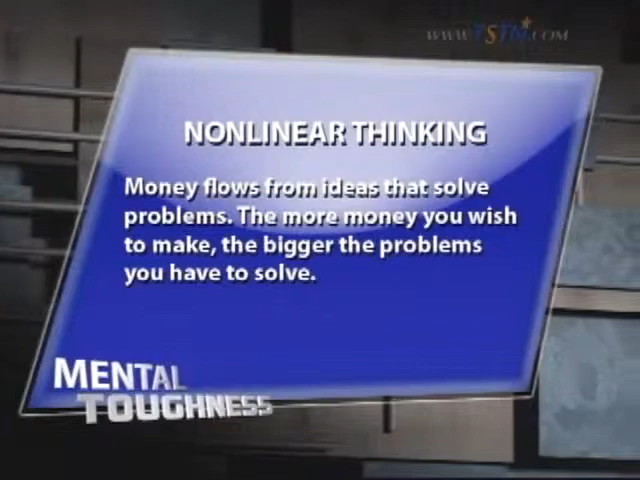 WWW.TSTN.COM
NONLINEAR THINKING
Money flows from ideas that solve
problems. The more money you wish
to make, the bigger the problems
you have to solve.
MENTAL
TOUGHNESS